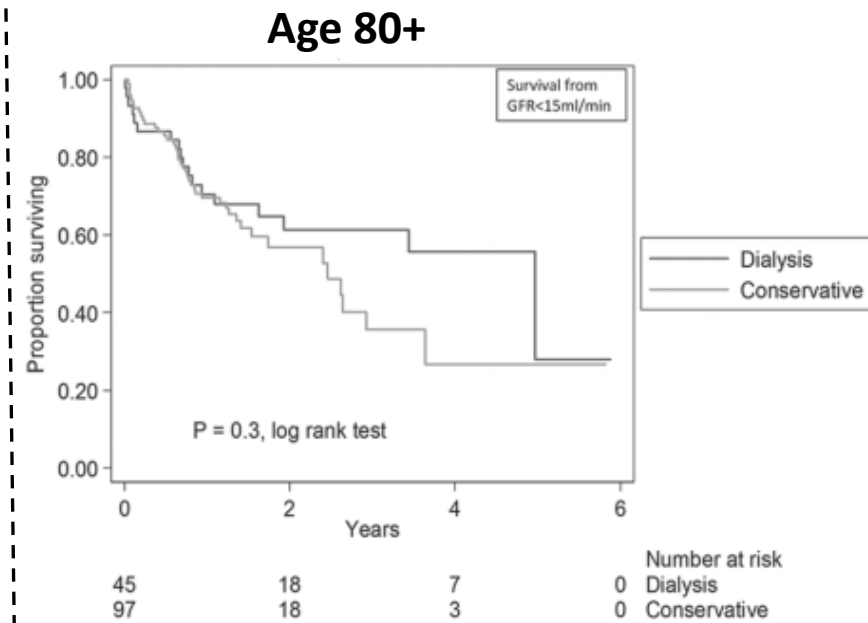 Age 80+
Survival from
GFR<15ml/min
1.00
0.80
0.60
0.40
0.20
0.00
Proportion surviving
P = 0.3, log rank test
0 2 4 6
Years
Dialysis
Conservative
Number at risk
45 18 7 0 Dialysis
97 18 3 0 Conservative